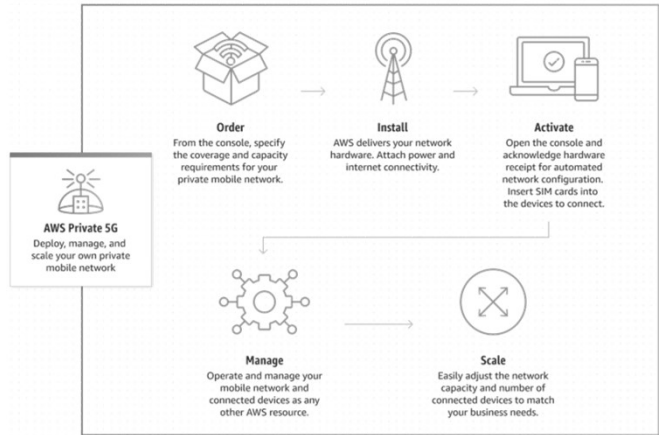 Order
From the console, specify
the coverage and capacity
requirements for your
private mobile network.
Install
AWS delivers your network
hardware. Attach power and
internet connectivity.
Activate
Open the console and
acknowledge hardware
receipt for automated
network configuration.
Insert SIM cards into
the devices to connect.
AWS Private 5G
Deploy, manage, and
scale your own private
mobile network
Manage
Operate and manage your
mobile network and
connected devices as any
other AWS resource.
Scale
Easily adjust the network
capacity and number of
connected devices to match
your business needs.